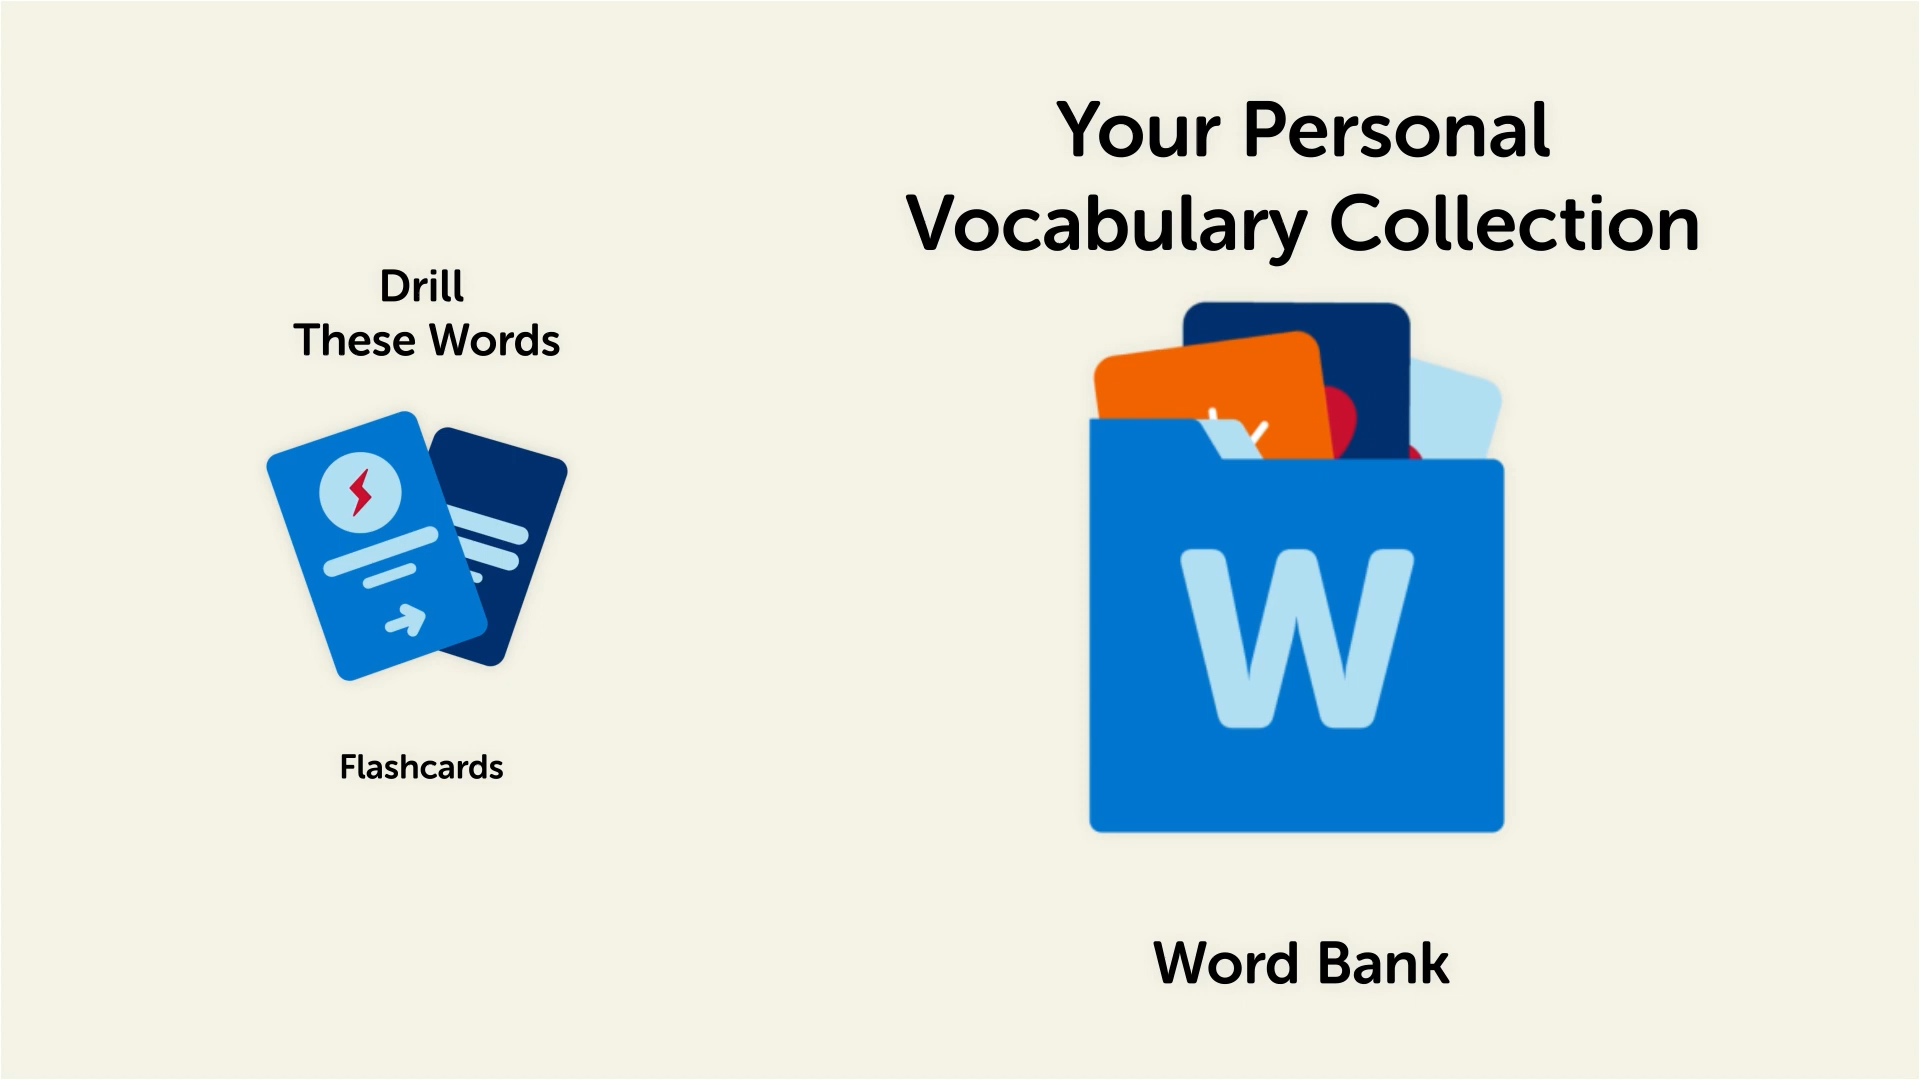 Drill
These Words
Flashcards
Your Personal
Vocabulary Collection
W
Word Bank